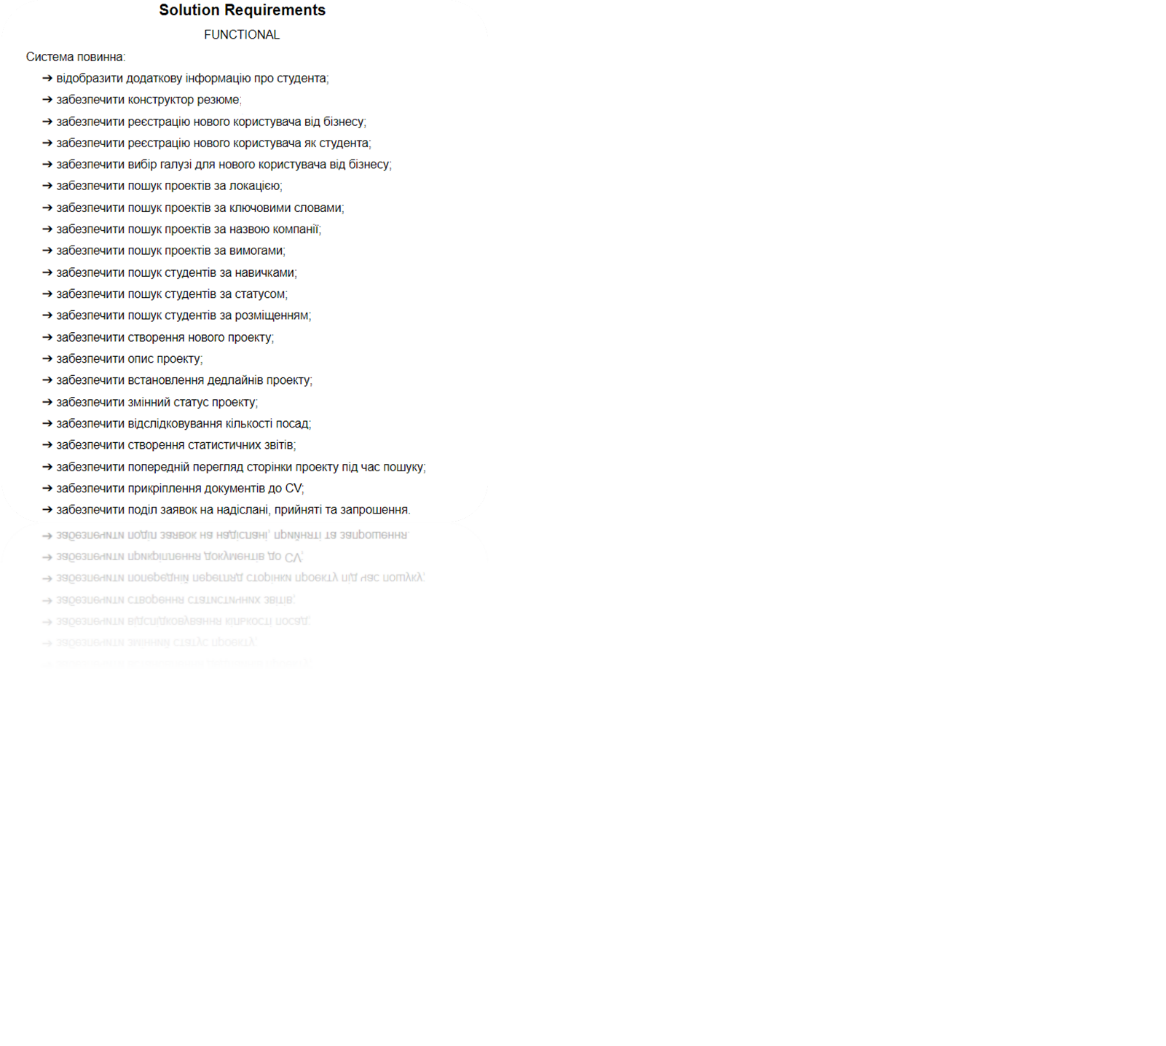 Solution Requirements
FUNCTIONAL
Система повинна:
➔ відобразити додаткову інформацію про студента;
➔ забезпечити конструктор резюме;
➔ забезпечити реєстрацію нового користувача від бізнесу;
➔ забезпечити реєстрацію нового користувача як студента;
➔ забезпечити вибір галузі для нового користувача від бізнесу;
➔ забезпечити пошук проектів за локацією;
➔ забезпечити пошук проектів за ключовими словами;
➔ забезпечити пошук проектів за назвою компанії;
➔ забезпечити пошук проектів за вимогами;
➔ забезпечити пошук студентів за навичками;
➔ забезпечити пошук студентів за статусом;
➔ забезпечити пошук студентів за розміщенням;
➔ забезпечити створення нового проекту;
➔ забезпечити опис проекту;
➔ забезпечити встановлення дедлайнів проекту;
➔ забезпечити змінний статус проекту;
➔ забезпечити відслідковування кількості посад;
➔ забезпечити створення статистичних звітів;
➔ забезпечити попередній перегляд сторінки проекту під час пошуку;
➔ забезпечити прикріплення документів до CV;
➔ забезпечити поділ заявок на надіслані, прийняті та запрошення.